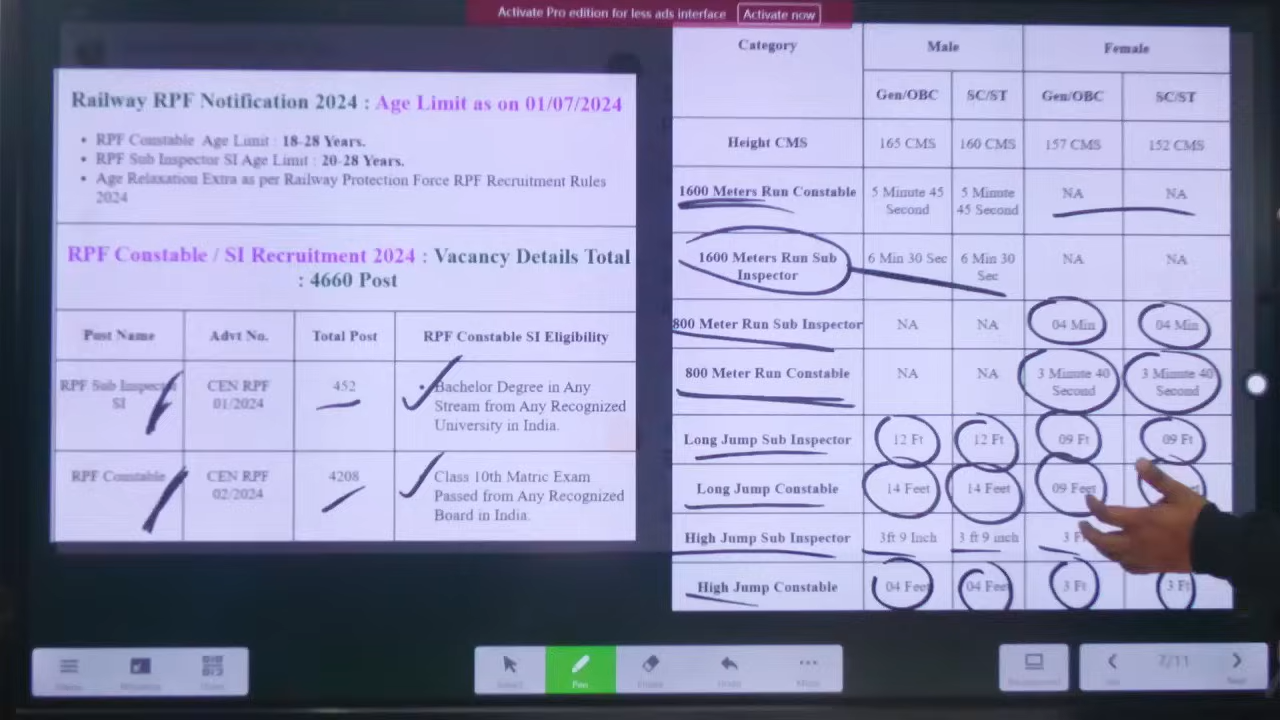 Activate Pro edition for less ads interface Activate now
Railway RPF Notification 2024 : Age Limit as on 01/07/2024
• RPF Constable Age Limit : 18-28 Years.
• RPF Sub Inspector SI Age Limit : 20-28 Years.
• Age Relaxation Extra as per Railway Protection Force RPF Recruitment Rules
2024
RPF Constable / SI Recruitment 2024 : Vacancy Details Total
: 4660 Post
Post Name Advt No. Total Post RPF Constable SI Eligibility
RPF Sub Inspector
SI
CEN RPF
01/2024
452
• Bachelor Degree in Any
Stream from Any Recognized
University in India.
RPF Constable
CEN RPF
02/2024
4208
Class 10th Matric Exam
Passed from Any Recognized
Board in India.
Category Male Female
Gen/OBC SC/ST Gen/OBC SC/ST
Height CMS 165 CMS 160 CMS 157 CMS 152 CMS
1600 Meters Run Constable
5 Minute 45
Second
5 Minute
45 Second
NA NA
1600 Meters Run Sub
Inspector
6 Min 30 Sec
6 Min 30
Sec
NA NA
800 Meter Run Sub Inspector NA NA 04 Min 04 Min
800 Meter Run Constable NA NA
3 Minute 40
Second
3 Minute 40
Second
Long Jump Sub Inspector 12 Ft 12 Ft 09 Ft 09 Ft
Long Jump Constable 14 Feet 14 Feet 09 Feet
High Jump Sub Inspector 3ft 9 Inch 3 ft 9 inch 3
High Jump Constable 04 Feet 04 Feet 3 Ft 3 Ft
Select Pen Undo More
7/11